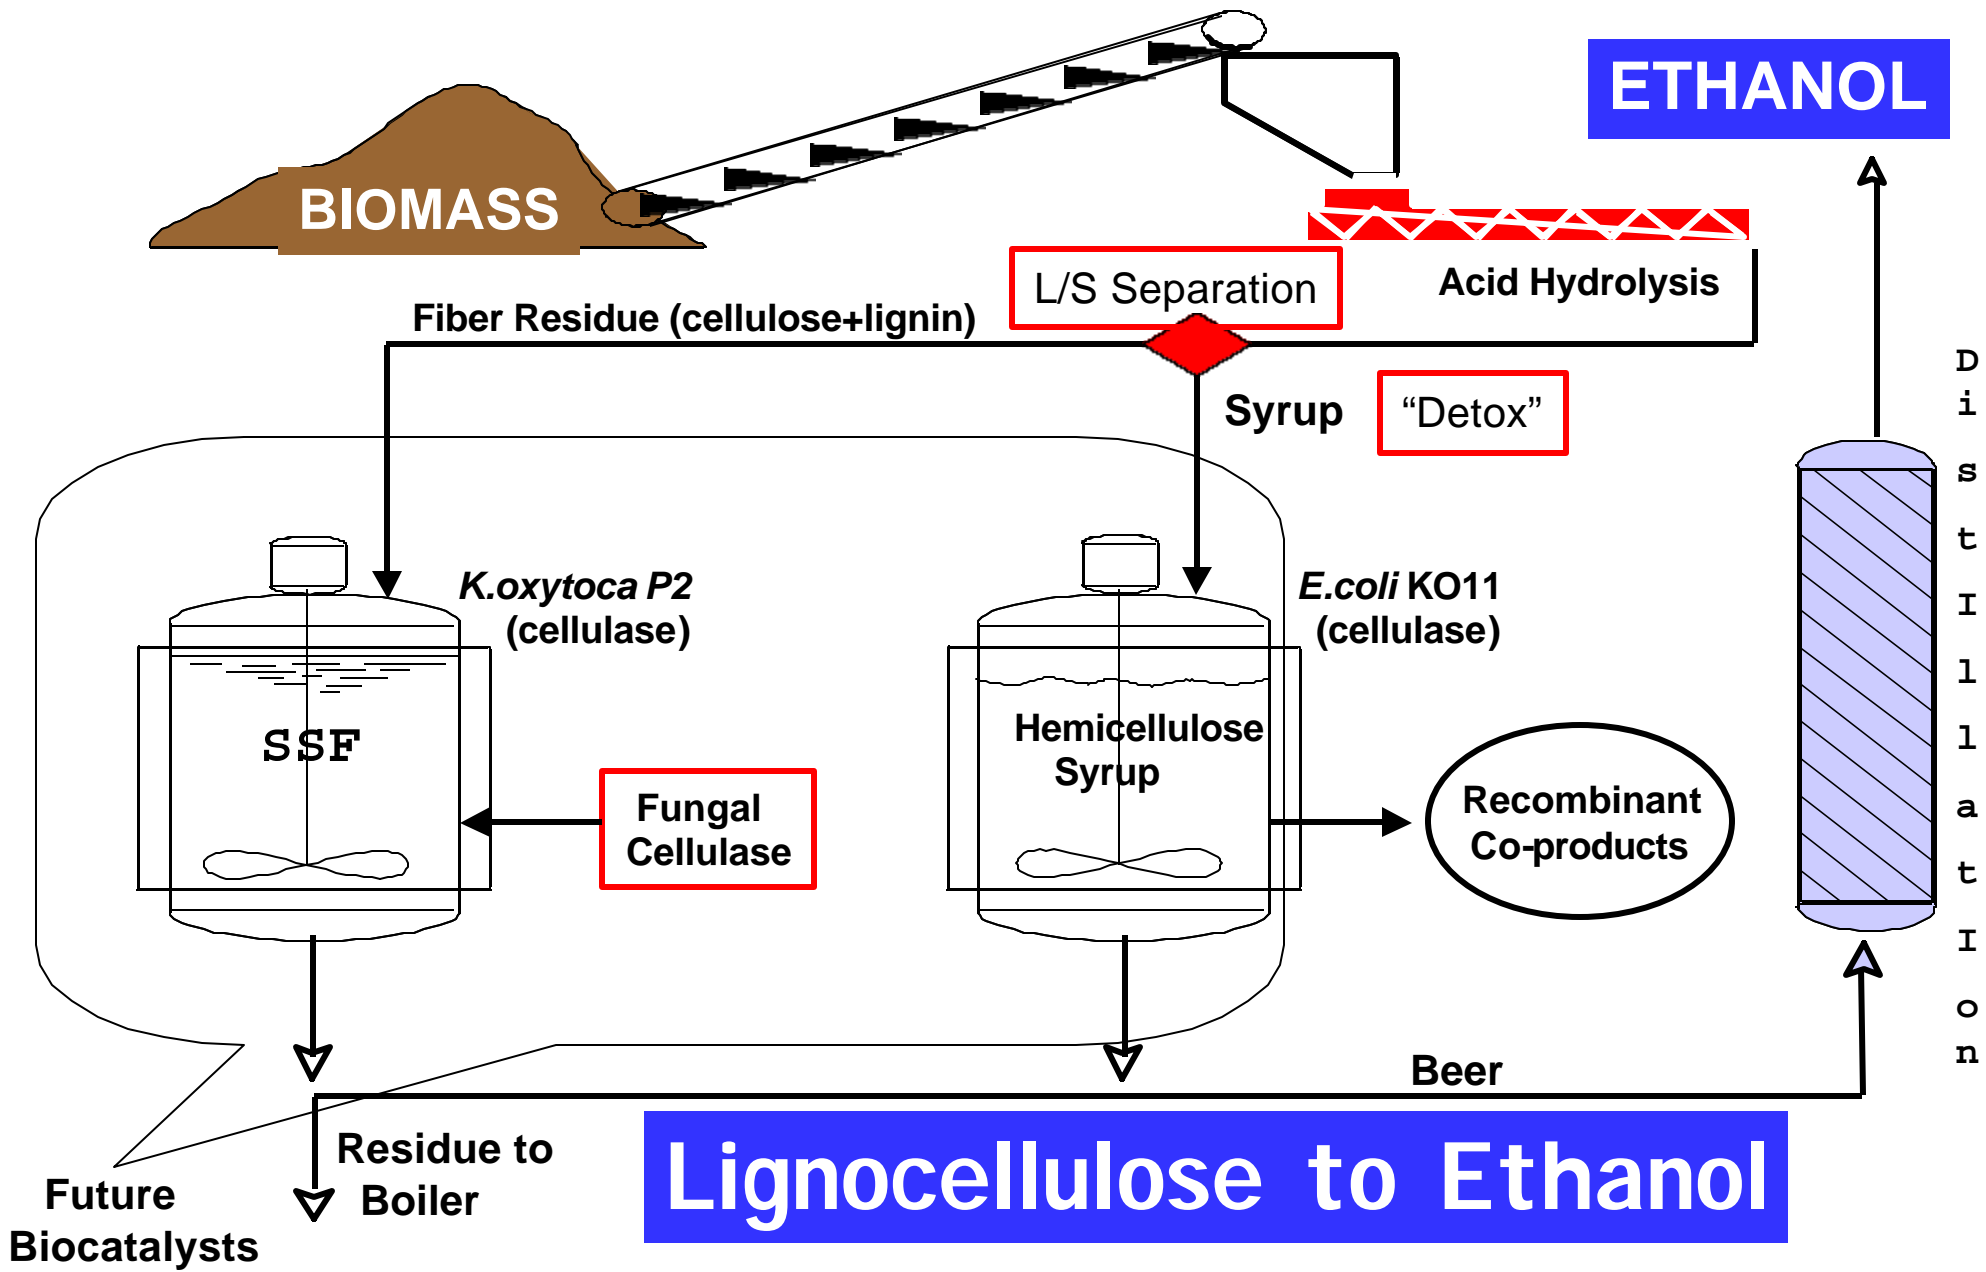 ETHANOL
BIOMASS
L/S Separation
Acid Hydrolysis
Fiber Residue (cellulose+lignin)
Syrup
“Detox”
DistIllatIon
K.oxytoca P2
(cellulase)
E.coli KO11
(cellulase)
SSF
Hemicellulose
Syrup
Fungal
Cellulase
Recombinant
Co-products
Beer
Residue to
Boiler
Lignocellulose to Ethanol
Future
Biocatalysts